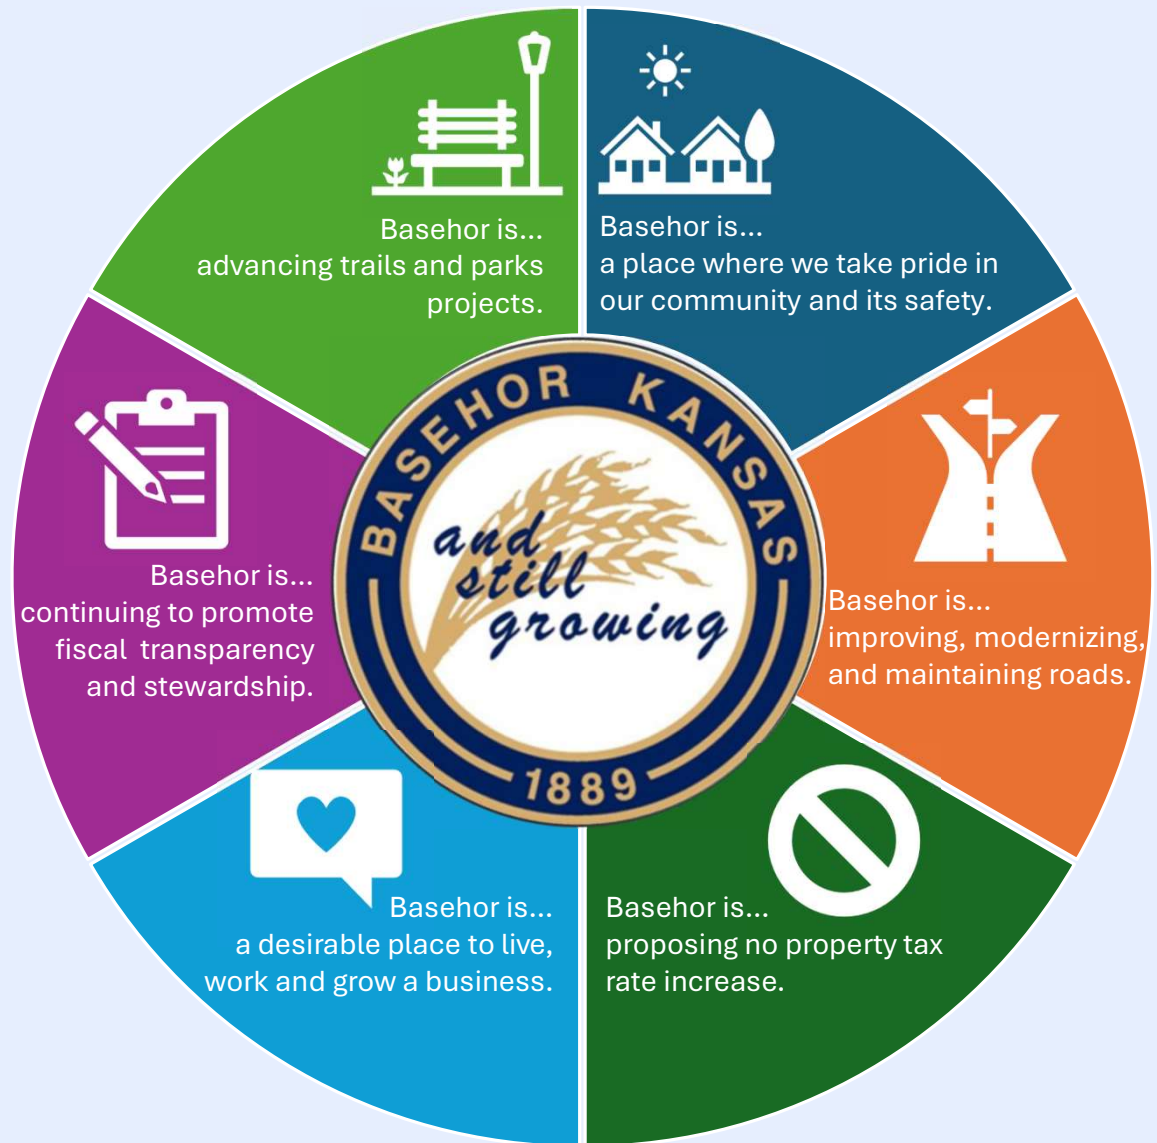 Basehor is...
advancing trails and parks
projects.
Basehor is...
a place where we take pride in
our community and its safety.
Basehor is...
continuing to promote
fiscal transparency
and stewardship.
BASEHOR KANSAS
and
still
growing
1889
Basehor is...
improving, modernizing,
and maintaining roads.
Basehor is...
a desirable place to live,
work and grow a business.
Basehor is...
proposing no property tax
rate increase.